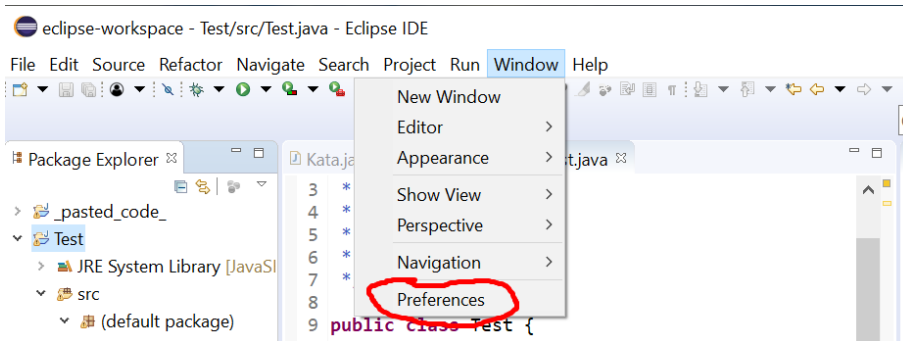 eclipse-workspace - Test/src/Test.java - Eclipse IDE
File Edit Source Refactor Navigate Search Project Run Window Help
New Window
Editor
Appearance
Show View
Perspective
Navigation
Preferences
Package Explorer
_pasted_code_
Test
JRE System Library [JavaSI
src
(default package)
Kata.ja
t.java
3 *
4 *
5 *
6 *
7 *
8
9 public class Test {